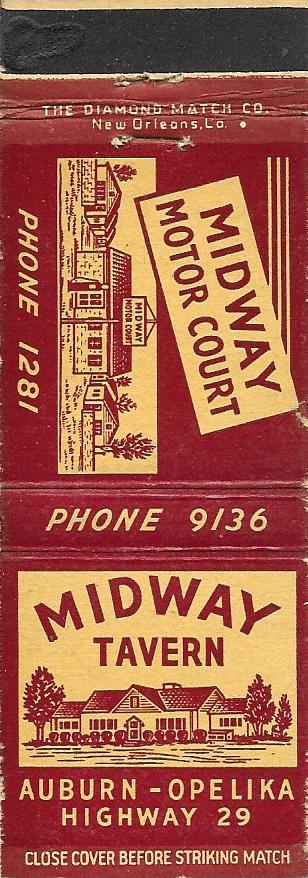 THE DIAMOND MATCH CO.
New Orleans, La.
MIDWAY
MOTOR COURT
MIDWAY
MOTOR COURT
PHONE 1281
PHONE 9136
MIDWAY
TAVERN
AUBURN - OPELIKA
HIGHWAY 29
CLOSE COVER BEFORE STRIKING MATCH